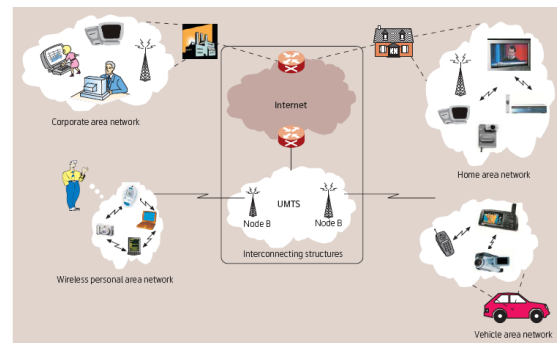 Internet
Corporate area network
Home area network
UMTS
Node B
Node B
Interconnecting structures
Wireless personal area network
Vehicle area network